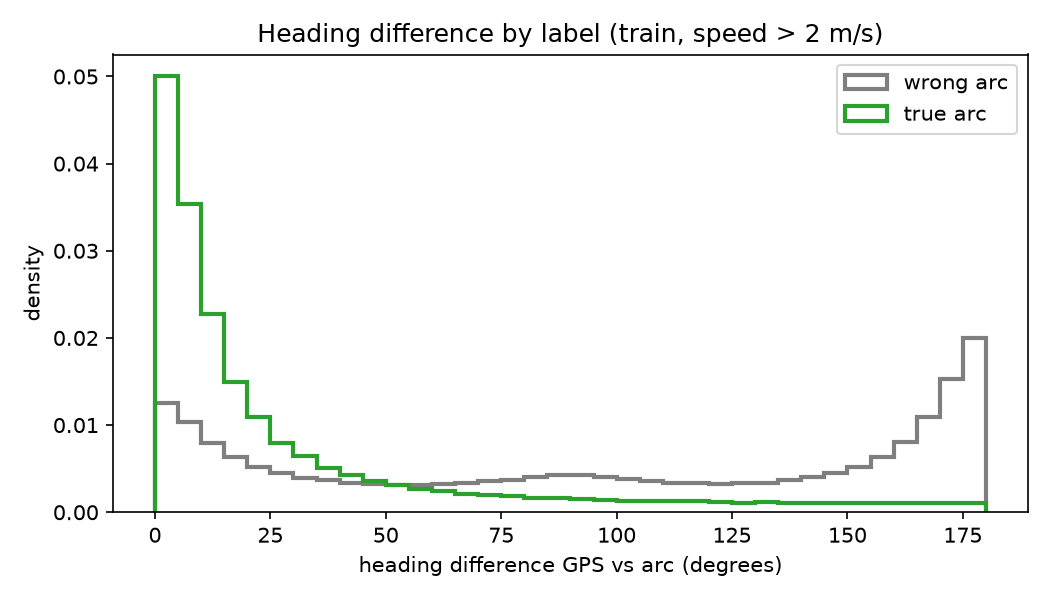 Heading difference by label (train, speed > 2 m/s)
wrong arc
true arc
0.05
0.04
0.03
0.02
0.01
0.00
density
0 25 50 75 100 125 150 175
heading difference GPS vs arc (degrees)